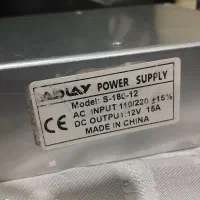 ADLAY POWER SUPPLY
Model: S-180-12
AC INPUT 110/220 ±15%
DC OUTPUT:12V 15A
CE MADE IN CHINA